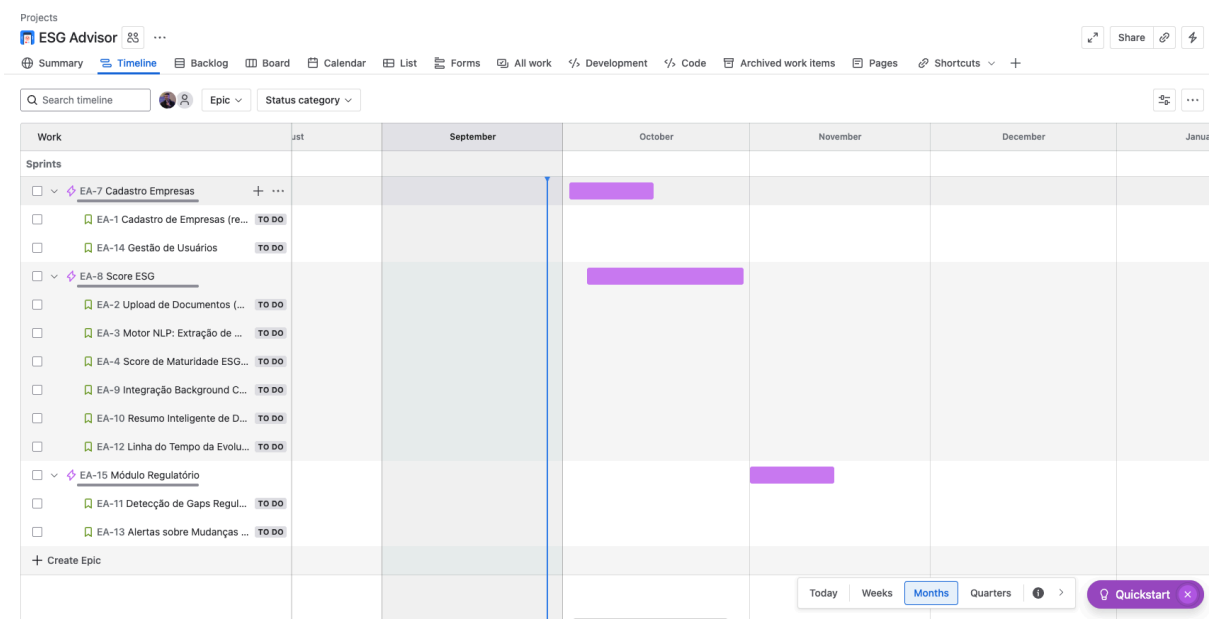 Projects
ESG Advisor
Share
Summary Timeline Backlog Board Calendar List Forms All work Development Code Archived work items Pages Shortcuts
Search timeline Epic Status category
Work ust September October November December Janua
Sprints
EA-7 Cadastro Empresas
EA-1 Cadastro de Empresas (re... TO DO
EA-14 Gestão de Usuários TO DO
EA-8 Score ESG
EA-2 Upload de Documentos (... TO DO
EA-3 Motor NLP: Extração de ... TO DO
EA-4 Score de Maturidade ESG... TO DO
EA-9 Integração Background C... TO DO
EA-10 Resumo Inteligente de D... TO DO
EA-12 Linha do Tempo da Evolu... TO DO
EA-15 Módulo Regulatório
EA-11 Detecção de Gaps Regul... TO DO
EA-13 Alertas sobre Mudanças ... TO DO
+ Create Epic
Today Weeks Months Quarters
Quickstart